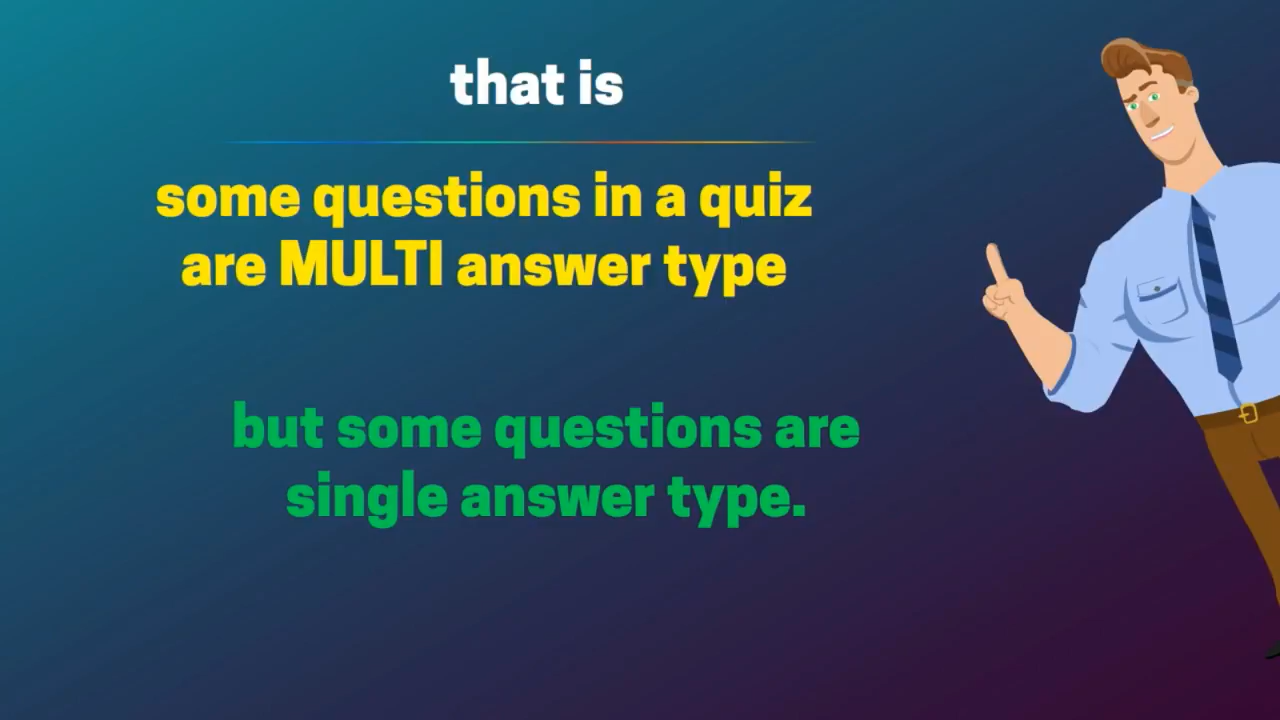 that is
some questions in a quiz
are MULTI answer type
but some questions are
single answer type.